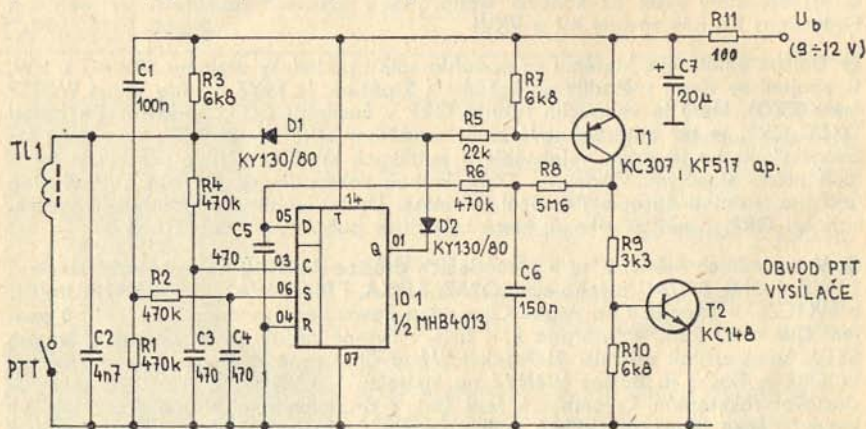 R11
100
U b
(9÷12 V)
C1
100n
R3
6k8
R7
6k8
+
C7
20µ
Tl1
D1
KY130/80
R5
22k
T1
KC307, KF517 ap.
R4
470k
R6
470k
R8
5M6
14
T
D2
KY130/80
C5
470
05
D
03
C
06
S
04
R
Q
01
R2
470k
C6
150n
R9
3k3
OBVOD PTT
VYSÍLAČE
IO1
½ MHB4013
T2
KC148
PTT
C2
4n7
R1
470k
C3
470
C4
470
07
R10
6k8